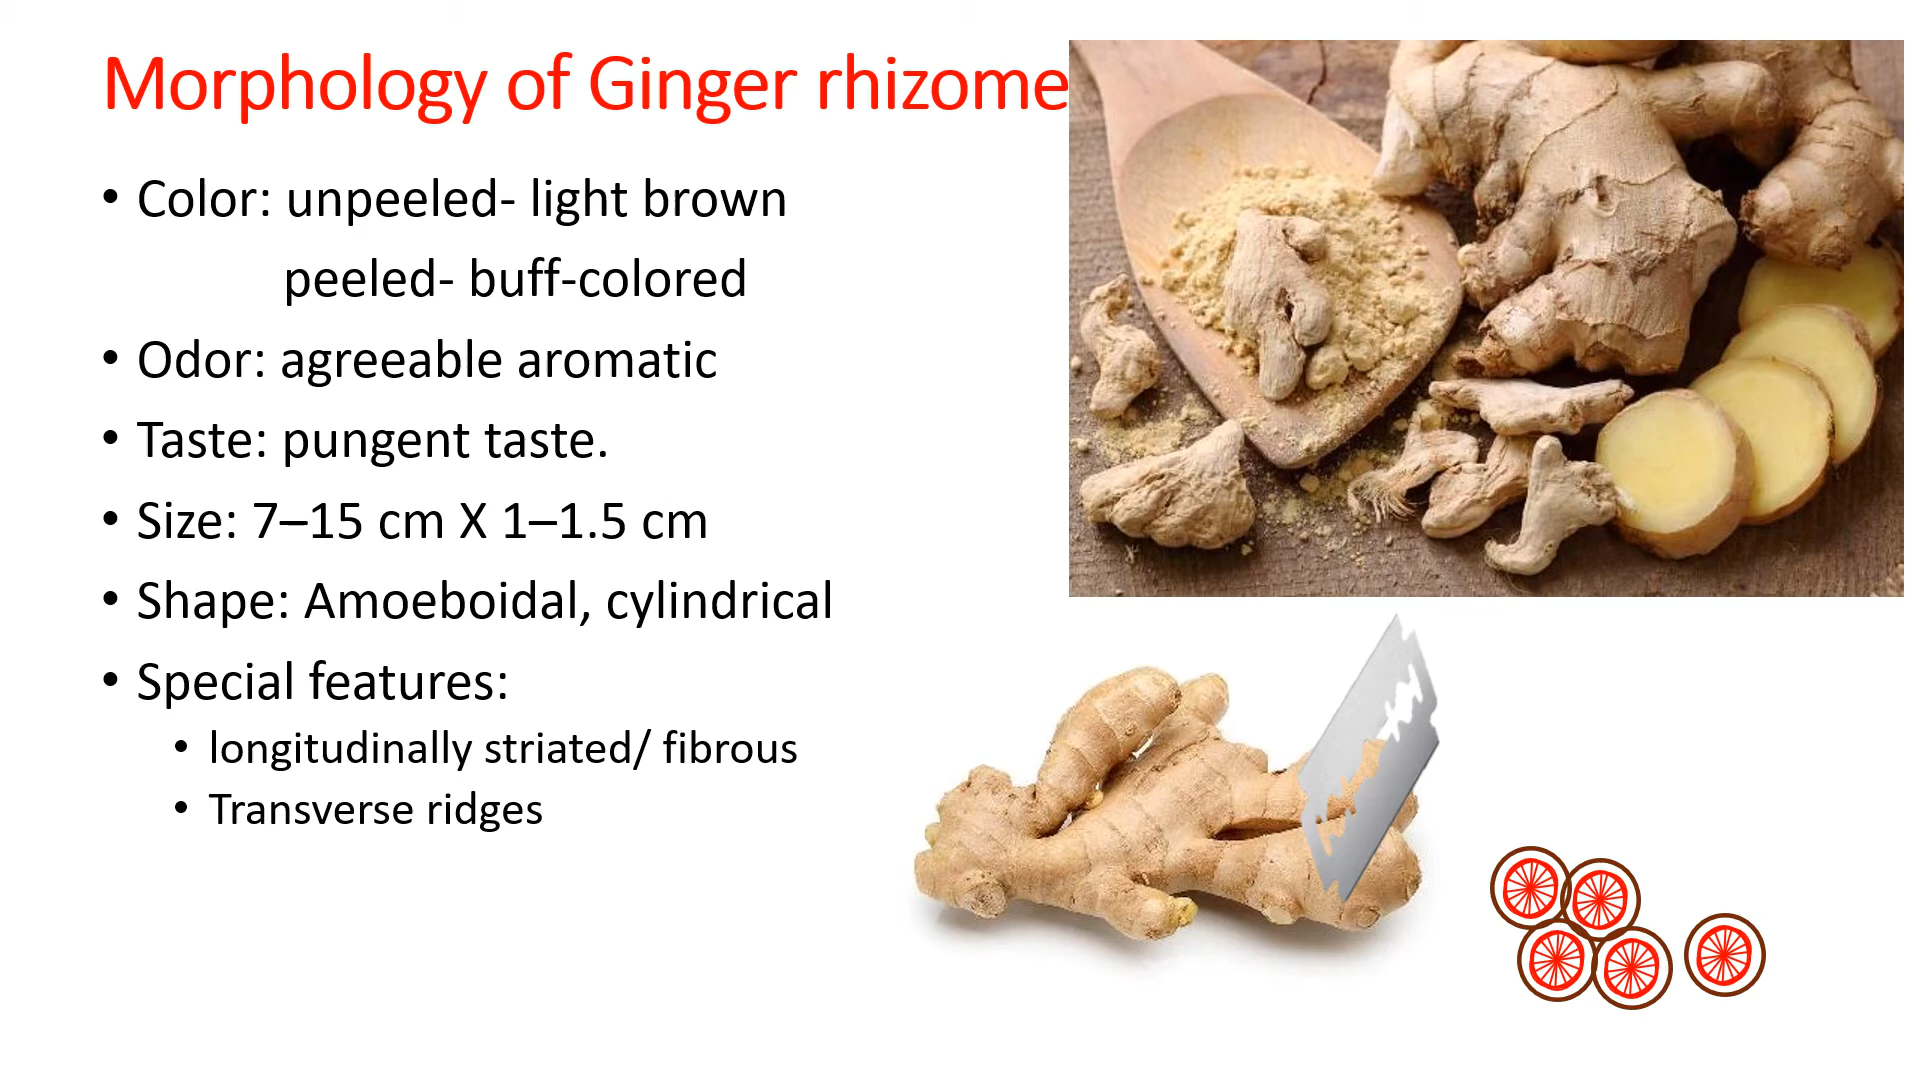 Morphology of Ginger rhizome
• Color: unpeeled- light brown
peeled- buff-colored
• Odor: agreeable aromatic
• Taste: pungent taste.
• Size: 7–15 cm X 1–1.5 cm
• Shape: Amoeboidal, cylindrical
• Special features:
• longitudinally striated/ fibrous
• Transverse ridges